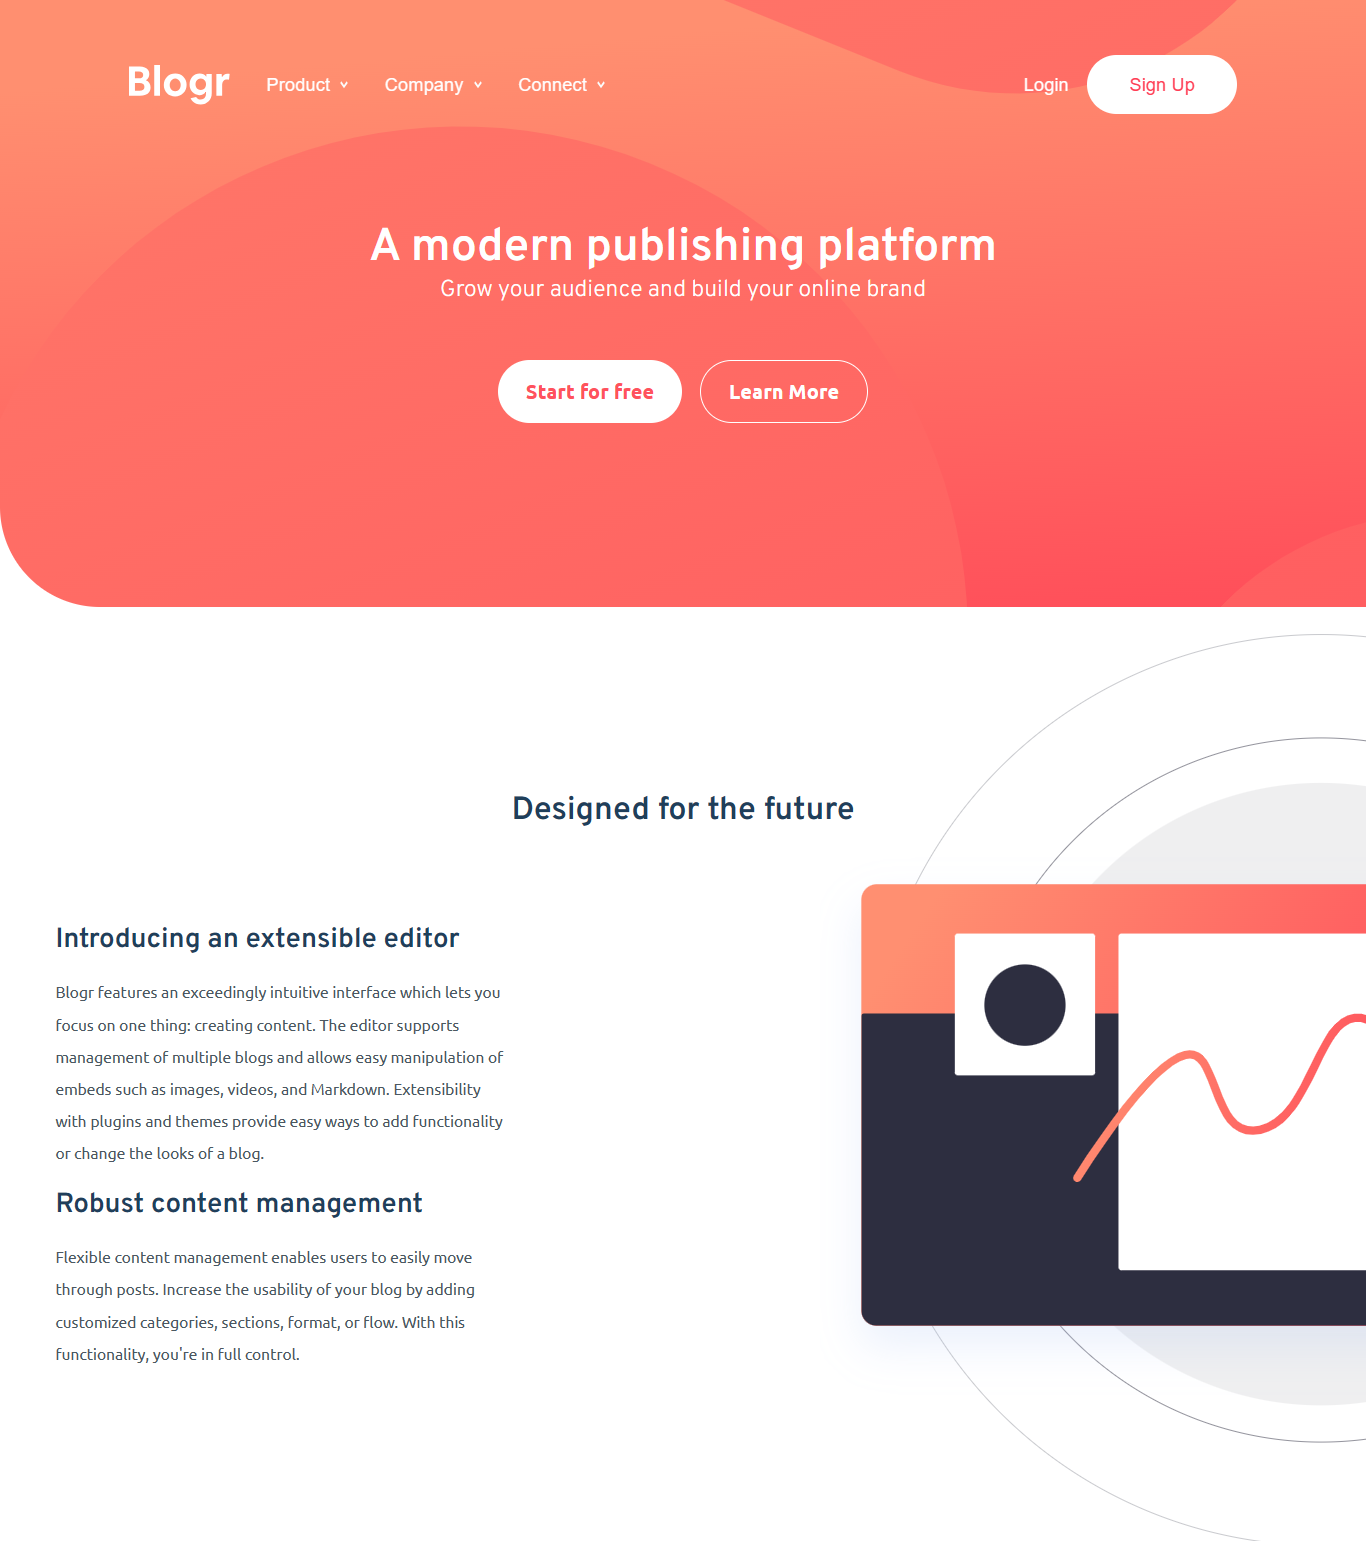 Blogr Product Company Connect Login Sign Up
A modern publishing platform
Grow your audience and build your online brand
Start for free Learn More
Designed for the future
Introducing an extensible editor
Blogr features an exceedingly intuitive interface which lets you
focus on one thing: creating content. The editor supports
management of multiple blogs and allows easy manipulation of
embeds such as images, videos, and Markdown. Extensibility
with plugins and themes provide easy ways to add functionality
or change the looks of a blog.
Robust content management
Flexible content management enables users to easily move
through posts. Increase the usability of your blog by adding
customized categories, sections, format, or flow. With this
functionality, you're in full control.